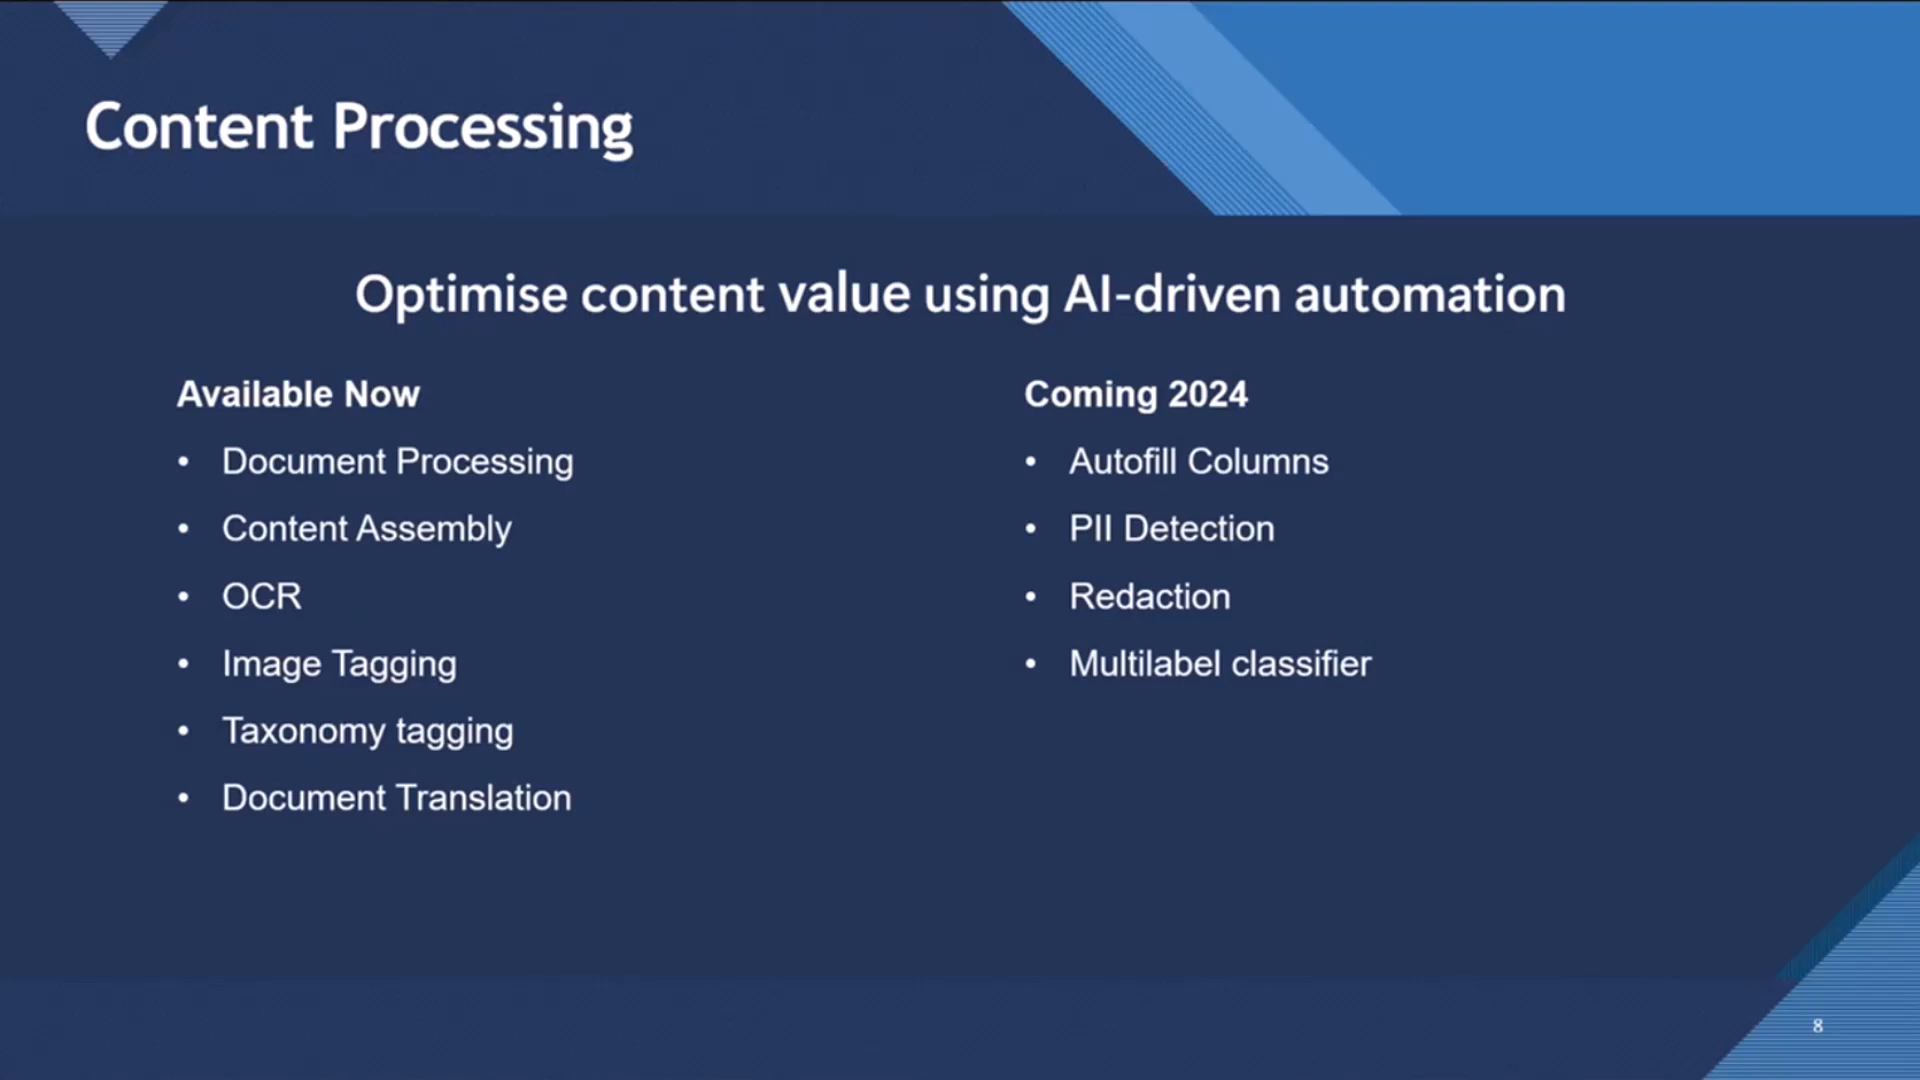 Content Processing
Optimise content value using AI-driven automation
Available Now
• Document Processing
• Content Assembly
• OCR
• Image Tagging
• Taxonomy tagging
• Document Translation
Coming 2024
• Autofill Columns
• PII Detection
• Redaction
• Multilabel classifier
8